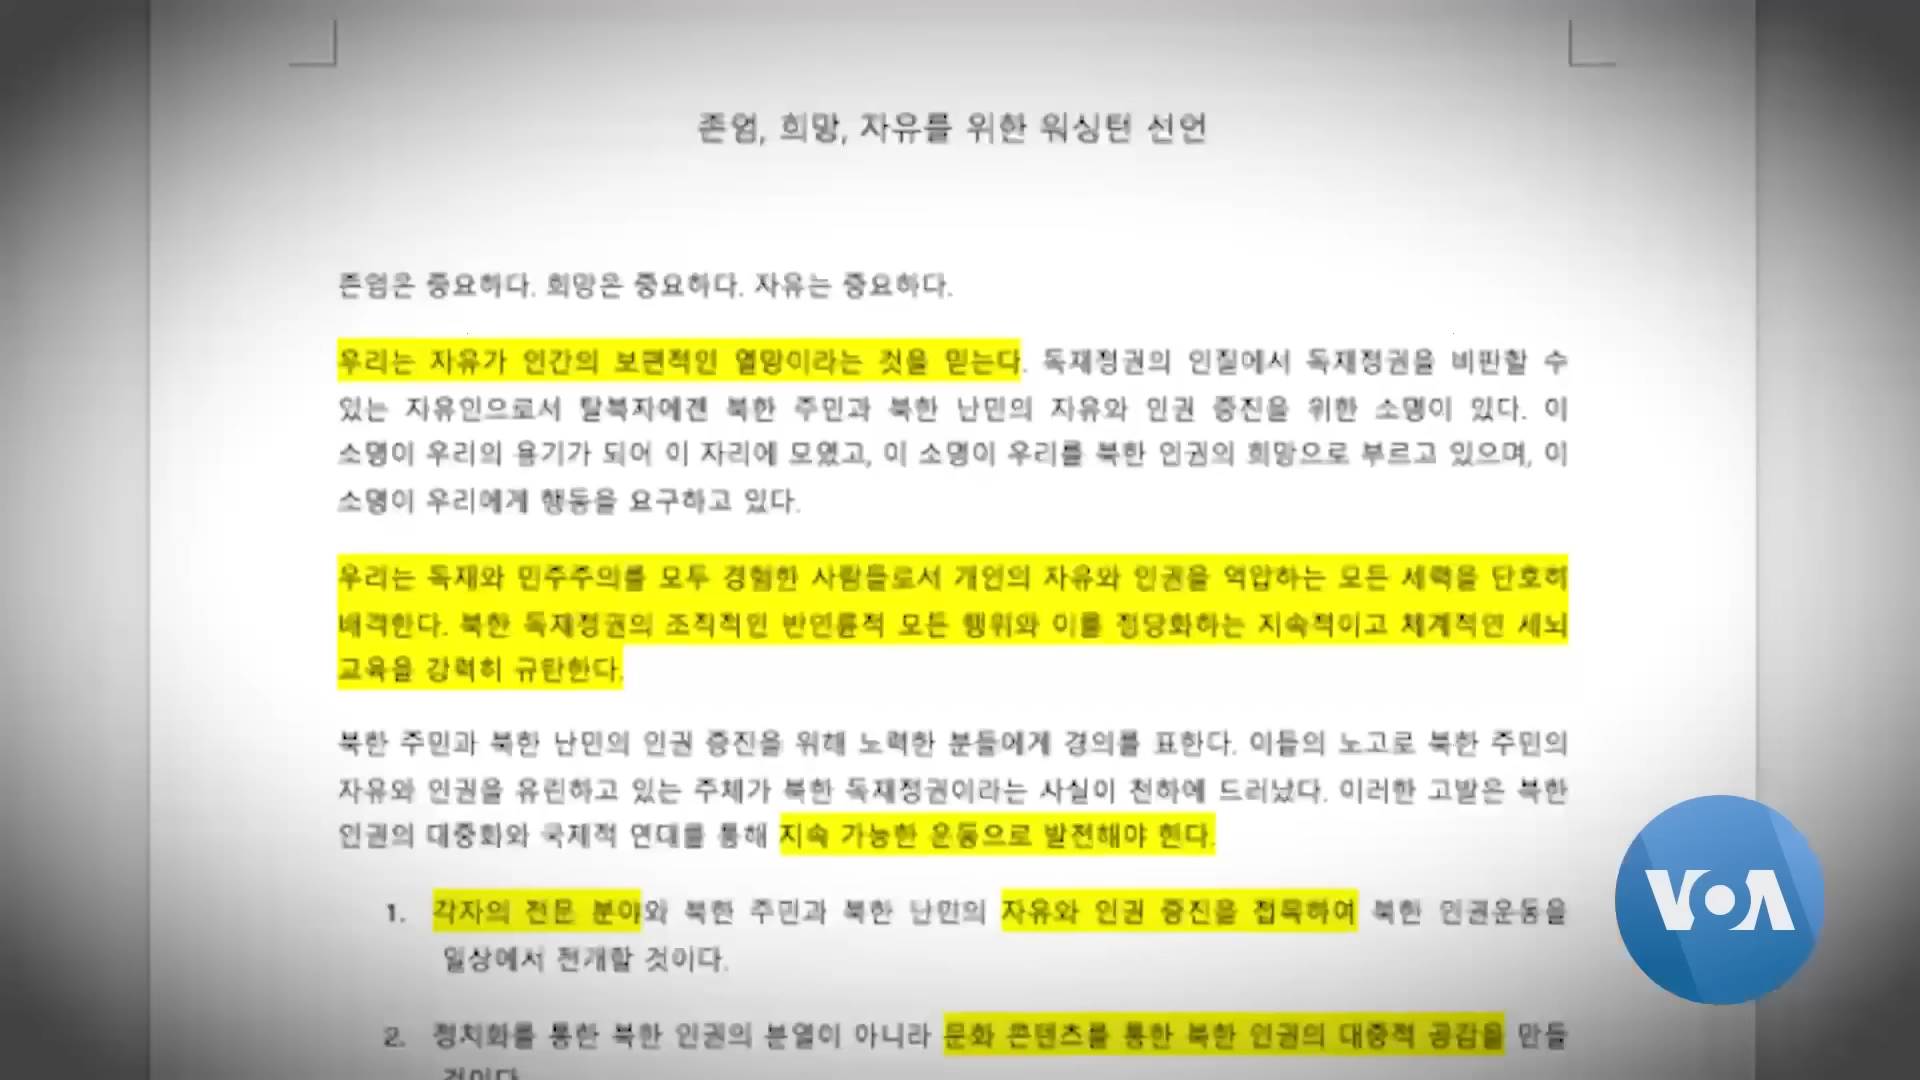 존엄, 희망, 자유를 위한 워싱턴 선언
존엄은 중요하다. 희망은 중요하다. 자유는 중요하다.
우리는 자유가 인간의 보편적인 열망이라는 것을 믿는다. 독재정권의 인질에서 독재정권을 비판할 수
있는 자유인으로서 탈북자에겐 북한 주민과 북한 난민의 자유와 인권 증진을 위한 소명이 있다. 이
소명이 우리의 용기가 되어 이 자리에 모였고, 이 소명이 우리를 북한 인권의 희망으로 부르고 있으며, 이
소명이 우리에게 행동을 요구하고 있다.
우리는 독재와 민주주의를 모두 경험한 사람들로서 개인의 자유와 인권을 억압하는 모든 세력을 단호히
배격한다. 북한 독재정권의 조직적인 반인륜적 모든 행위와 이를 정당화하는 지속적이고 체계적인 세뇌
교육을 강력히 규탄한다.
북한 주민과 북한 난민의 인권 증진을 위해 노력한 분들에게 경의를 표한다. 이들의 노고로 북한 주민의
자유와 인권을 유린하고 있는 주체가 북한 독재정권이라는 사실이 천하에 드러났다. 이러한 고발은 북한
인권의 대중화와 국제적 연대를 통해 지속 가능한 운동으로 발전해야 한다.
1. 각자의 전문 분야와 북한 주민과 북한 난민의 자유와 인권 증진을 접목하여 북한 인권운동을
일상에서 전개할 것이다.
2. 정치화를 통한 북한 인권의 분열이 아니라 문화 콘텐츠를 통한 북한 인권의 대중적 공감을 만들
VOA